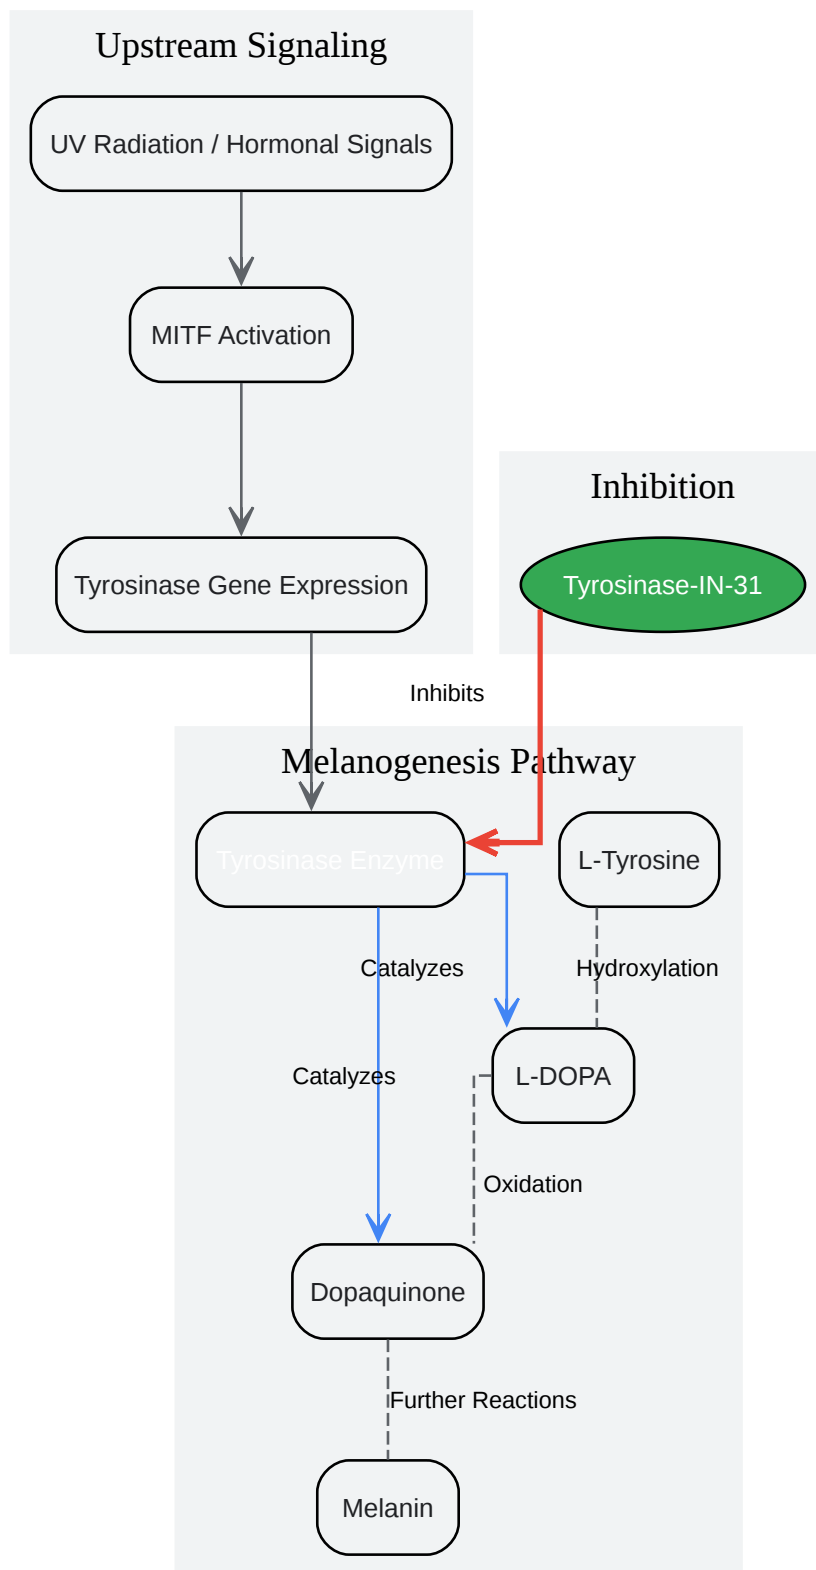 Upstream Signaling
UV Radiation / Hormonal Signals
MITF Activation
Inhibition
Tyrosinase Gene Expression
Tyrosinase-IN-31
Inhibits
Melanogenesis Pathway
Tyrosinase Enzyme
L-Tyrosine
Catalyzes
Hydroxylation
Catalyzes
L-DOPA
Oxidation
Dopaquinone
Further Reactions
Melanin